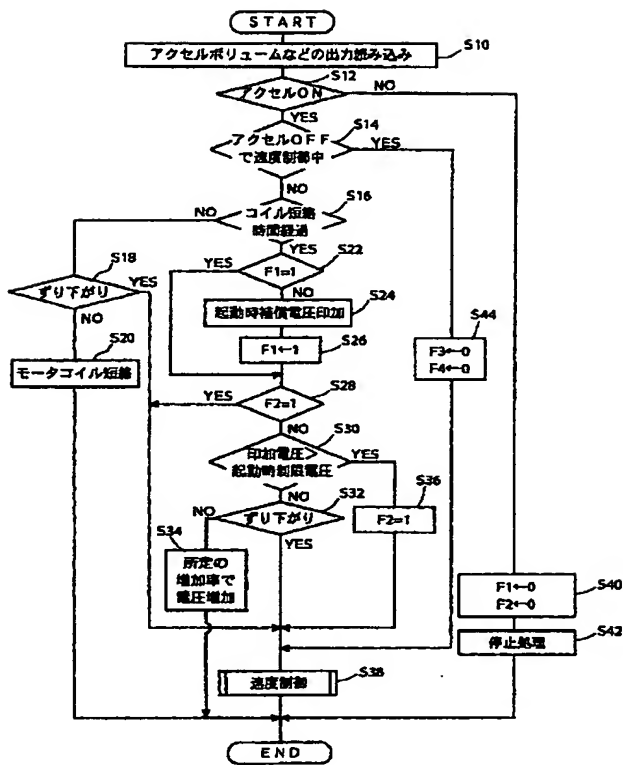 START
アクセルボリュームなどの出力読み込み
S10
アクセルON
S12
NO
YES
アクセルOFF
で速度制御中
S14
YES
NO
コイル短絡
時間経過
S16
NO
YES
ずり下がり
S18
YES
NO
F1=1
S22
YES
NO
起動時補償電圧印加
S24
F1←1
S26
モータコイル短絡
S20
F3←0
F4←0
S44
F2=1
S28
YES
NO
印加電圧>
起動時制限電圧
S30
YES
NO
F2=1
S36
ずり下がり
S32
NO
YES
所定の
増加率で
電圧増加
S34
F1←0
F2←0
S40
停止処理
S42
速度制御
S38
END